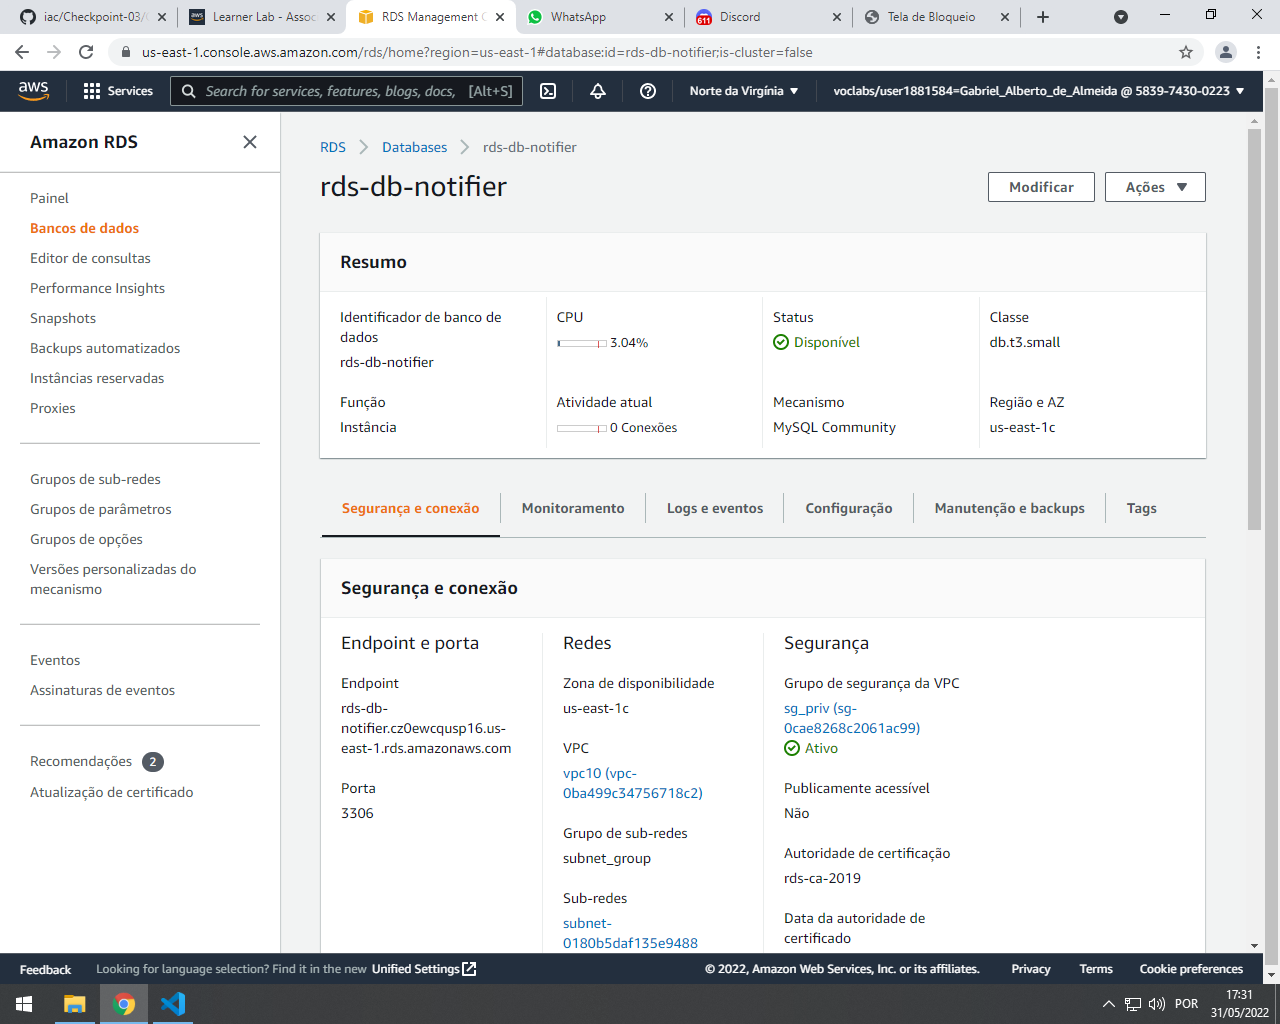 iac/Checkpoint-03/
Learner Lab - Assoc
RDS Management C
WhatsApp
611
Discord
Tela de Bloqueio
us-east-1.console.aws.amazon.com/rds/home?region=us-east-1#database:id=rds-db-notifier;is-cluster=false
aws
Services
Search for services, features, blogs, docs,
[Alt+S]
Norte da Virgínia
voclabs/user1881584=Gabriel_Alberto_de_Almeida @ 5839-7430-0223
Amazon RDS
Painel
Bancos de dados
Editor de consultas
Performance Insights
Snapshots
Backups automatizados
Instâncias reservadas
Proxies
Grupos de sub-redes
Grupos de parâmetros
Grupos de opções
Versões personalizadas do
mecanismo
Eventos
Assinaturas de eventos
Recomendações 2
Atualização de certificado
RDS > Databases > rds-db-notifier
rds-db-notifier
Modificar
Ações
Resumo
Identificador de banco de
dados
rds-db-notifier
CPU
3.04%
Status
Disponível
Classe
db.t3.small
Função
Instância
Atividade atual
0 Conexões
Mecanismo
MySQL Community
Região e AZ
us-east-1c
Segurança e conexão
Monitoramento
Logs e eventos
Configuração
Manutenção e backups
Tags
Segurança e conexão
Endpoint e porta
Endpoint
rds-db-
notifier.cz0ewcqusp16.us-
east-1.rds.amazonaws.com
Porta
3306
Redes
Zona de disponibilidade
us-east-1c
VPC
vpc10 (vpc-
0ba499c34756718c2)
Grupo de sub-redes
subnet_group
Sub-redes
subnet-
0180b5daf135e9488
Segurança
Grupo de segurança da VPC
sg_priv (sg-
0cae8268c2061ac99)
Ativo
Publicamente acessível
Não
Autoridade de certificação
rds-ca-2019
Data da autoridade de
certificado
Feedback
Looking for language selection? Find it in the new Unified Settings
© 2022, Amazon Web Services, Inc. or its affiliates.
Privacy
Terms
Cookie preferences
POR
17:31
31/05/2022